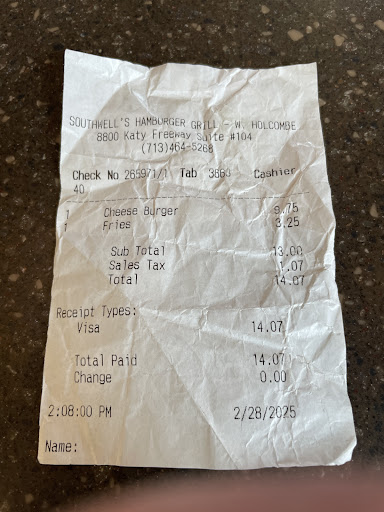 SOUTHWELL'S HAMBURGER GRILL - W. HOLCOMBE
8800 Katy Freeway Suite #104
(713)464-5268
Check No 26597/1 Tab 3863 Cashier
40
1 Cheese Burger 9.75
1 Fries 3.25
Sub Total 13.00
Sales Tax 1.07
Total 14.07
Receipt Types:
Visa 14.07
Total Paid 14.07
Change 0.00
2:08:00 PM 2/28/2025
Name: